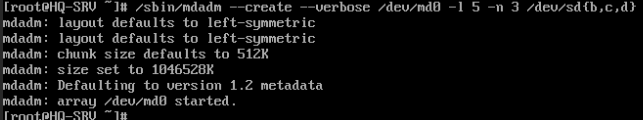 [root@HQ-SRV ~]# /sbin/mdadm --create --verbose /dev/md0 -l 5 -n 3 /dev/sd{b,c,d}
mdadm: layout defaults to left-symmetric
mdadm: layout defaults to left-symmetric
mdadm: chunk size defaults to 512K
mdadm: size set to 1046528K
mdadm: Defaulting to version 1.2 metadata
mdadm: array /dev/md0 started.
[root@HQ-SRV ~]#